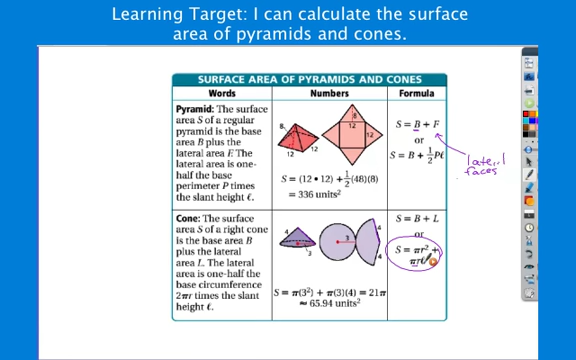 Learning Target: I can calculate the surface
area of pyramids and cones.
SURFACE AREA OF PYRAMIDS AND CONES
Words Numbers Formula
Pyramid: The surface
area S of a regular
pyramid is the base
area B plus the
lateral area F. The
lateral area is one-
half the base
perimeter P times
the slant height ℓ.
8
12
12
8
12
12
S = (12 • 12) + 1/2(48)(8)
= 336 units²
S = B + F
or
S = B + 1/2Pℓ
lateral
faces
Cone: The surface
area S of a right cone
is the base area B
plus the lateral
area L. The lateral
area is one-half the
base circumference
2πr times the slant
height ℓ.
4
3
3
4
4
S = π(3²) + π(3)(4) = 21π
≈ 65.94 units²
S = B + L
or
S = πr² +
πrℓ